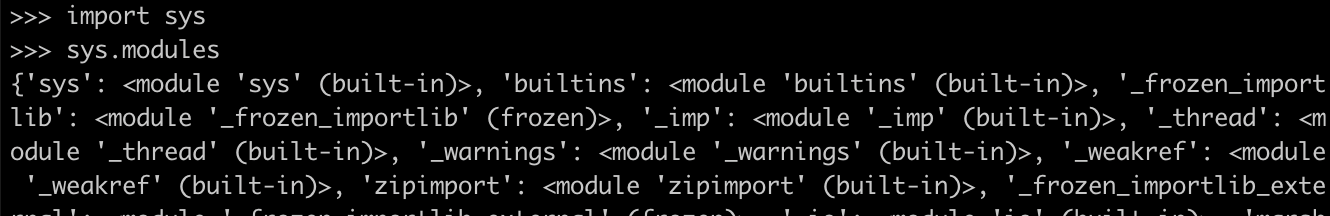 >>> import sys
>>> sys.modules
{'sys': <module 'sys' (built-in)>, 'builtins': <module 'builtins' (built-in)>, '_frozen_import
lib': <module '_frozen_importlib' (frozen)>, '_imp': <module '_imp' (built-in)>, '_thread': <m
odule '_thread' (built-in)>, '_warnings': <module '_warnings' (built-in)>, '_weakref': <module
 '_weakref' (built-in)>, 'zipimport': <module 'zipimport' (built-in)>, '_frozen_importlib_exte